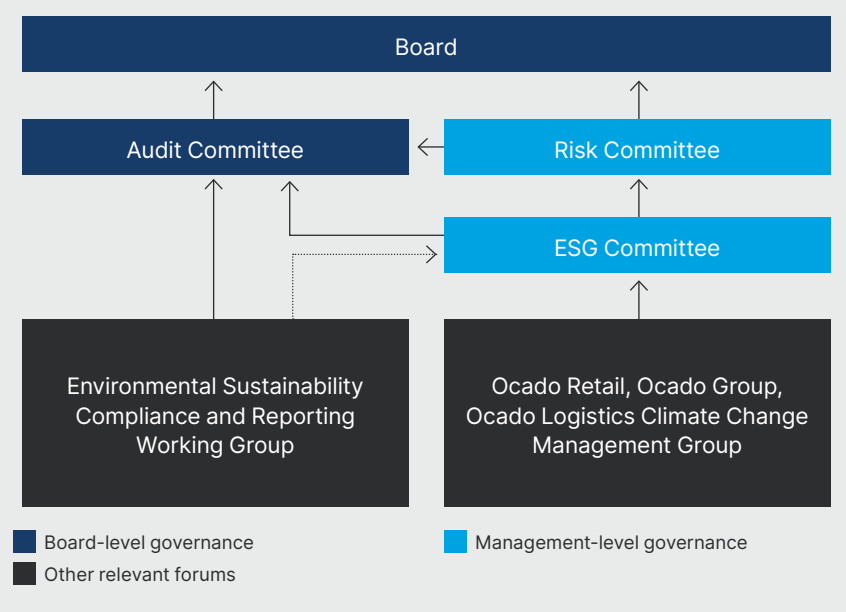 Board
Audit Committee
Risk Committee
ESG Committee
Environmental Sustainability
Compliance and Reporting
Working Group
Ocado Retail, Ocado Group,
Ocado Logistics Climate Change
Management Group
Board-level governance
Management-level governance
Other relevant forums